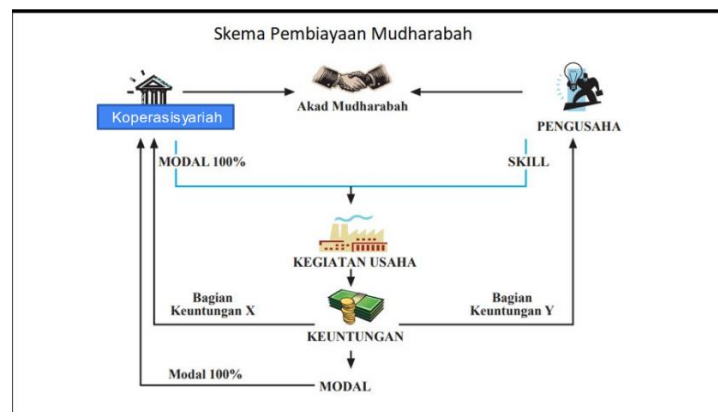 Skema Pembiayaan Mudharabah
Koperasisyariah
Akad Mudharabah
PENGUSAHA
MODAL 100%
SKILL
KEGIATAN USAHA
Bagian
Keuntungan X
Bagian
Keuntungan Y
KEUNTUNGAN
Modal 100%
MODAL